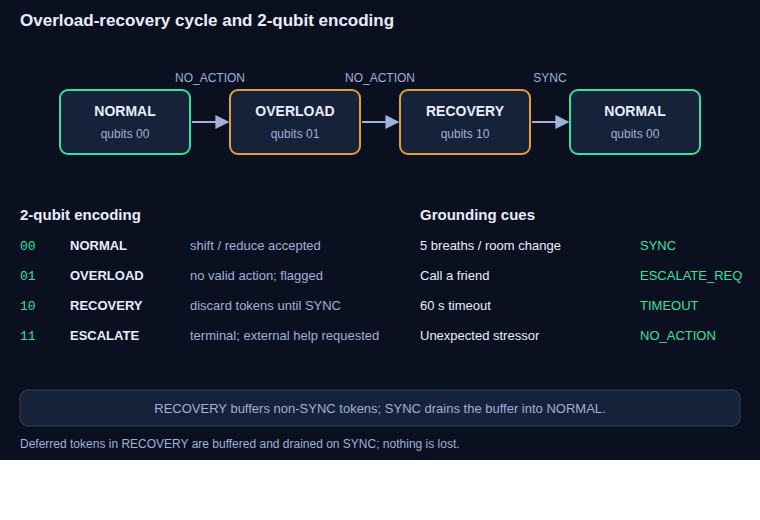 Overload-recovery cycle and 2-qubit encoding
NO_ACTION NO_ACTION SYNC
NORMAL OVERLOAD RECOVERY NORMAL
qubits 00 qubits 01 qubits 10 qubits 00
2-qubit encoding Grounding cues
00 NORMAL shift / reduce accepted 5 breaths / room change SYNC
01 OVERLOAD no valid action; flagged Call a friend ESCALATE_REQ
10 RECOVERY discard tokens until SYNC 60 s timeout TIMEOUT
11 ESCALATE terminal; external help requested Unexpected stressor NO_ACTION
RECOVERY buffers non-SYNC tokens; SYNC drains the buffer into NORMAL.
Deferred tokens in RECOVERY are buffered and drained on SYNC; nothing is lost.